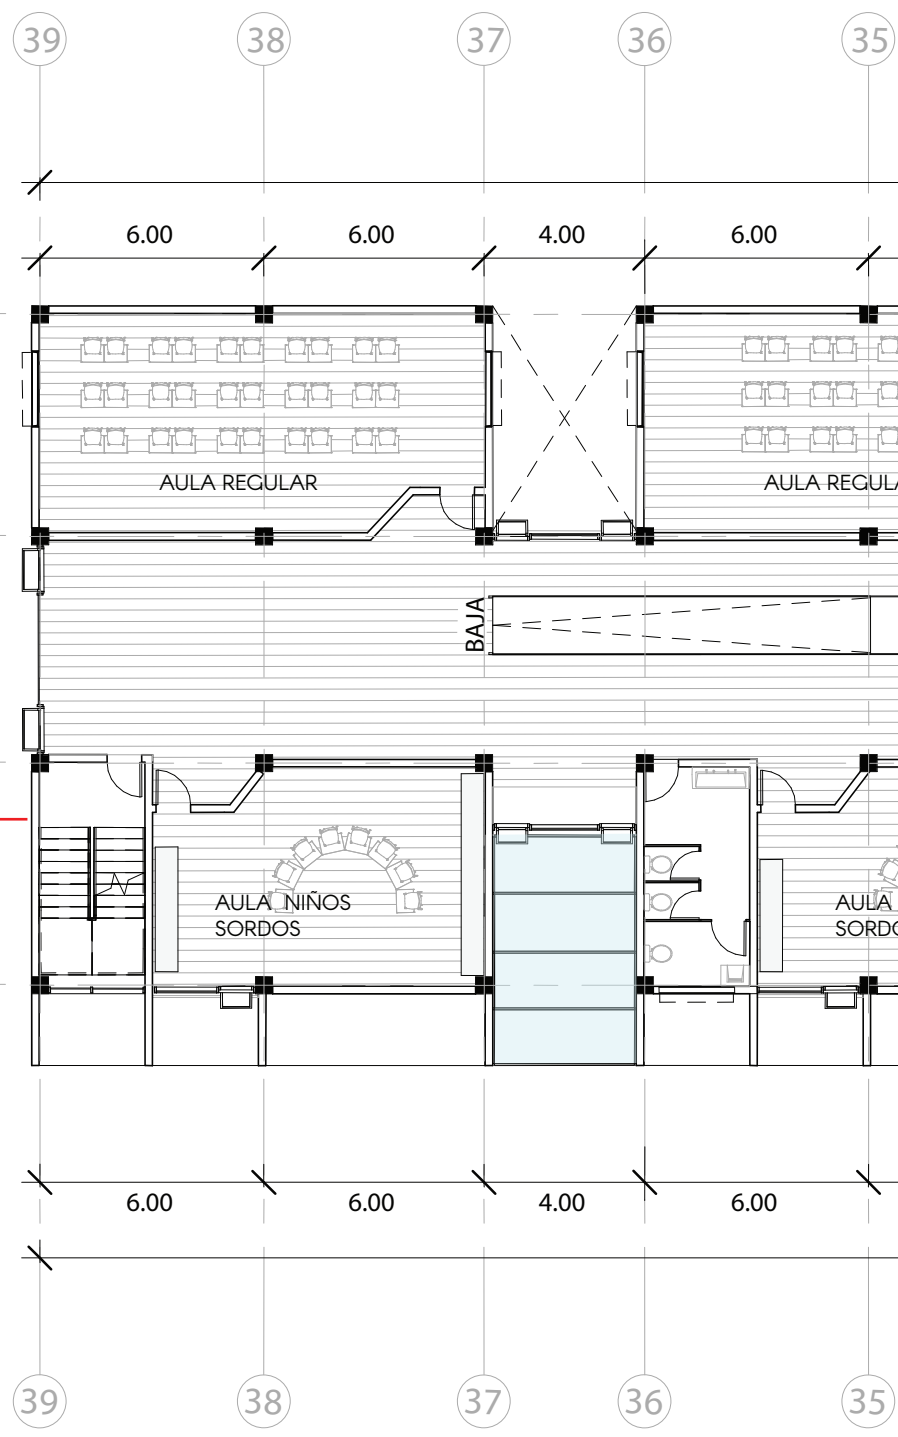 39 38 37 36 35
6.00 6.00 4.00 6.00
AULA REGULAR
AULA REGULA
BAJA
AULA NIÑOS
SORDOS
AULA
SORDO
6.00 6.00 4.00 6.00
39 38 37 36 35